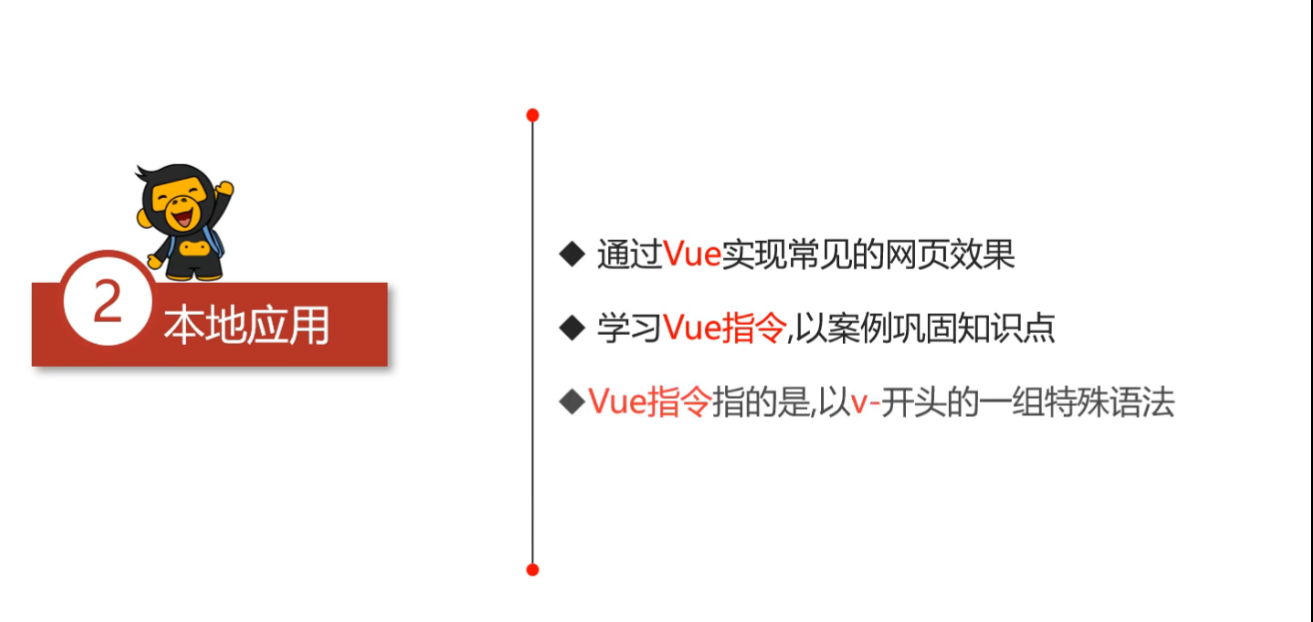 2
本地应用
◆ 通过Vue实现常见的网页效果
◆ 学习Vue指令,以案例巩固知识点
◆Vue指令指的是,以v-开头的一组特殊语法